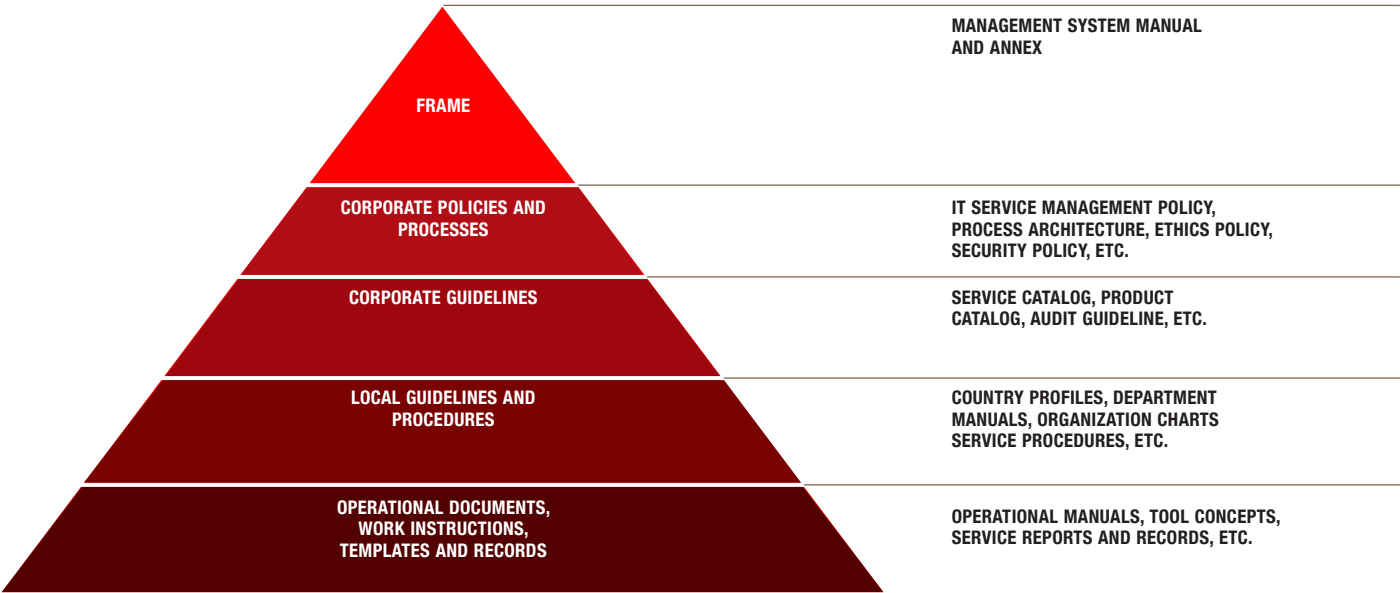 MANAGEMENT SYSTEM MANUAL
AND ANNEX
FRAME
CORPORATE POLICIES AND
PROCESSES
IT SERVICE MANAGEMENT POLICY,
PROCESS ARCHITECTURE, ETHICS POLICY,
SECURITY POLICY, ETC.
CORPORATE GUIDELINES
SERVICE CATALOG, PRODUCT
CATALOG, AUDIT GUIDELINE, ETC.
LOCAL GUIDELINES AND
PROCEDURES
COUNTRY PROFILES, DEPARTMENT
MANUALS, ORGANIZATION CHARTS
SERVICE PROCEDURES, ETC.
OPERATIONAL DOCUMENTS,
WORK INSTRUCTIONS,
TEMPLATES AND RECORDS
OPERATIONAL MANUALS, TOOL CONCEPTS,
SERVICE REPORTS AND RECORDS, ETC.